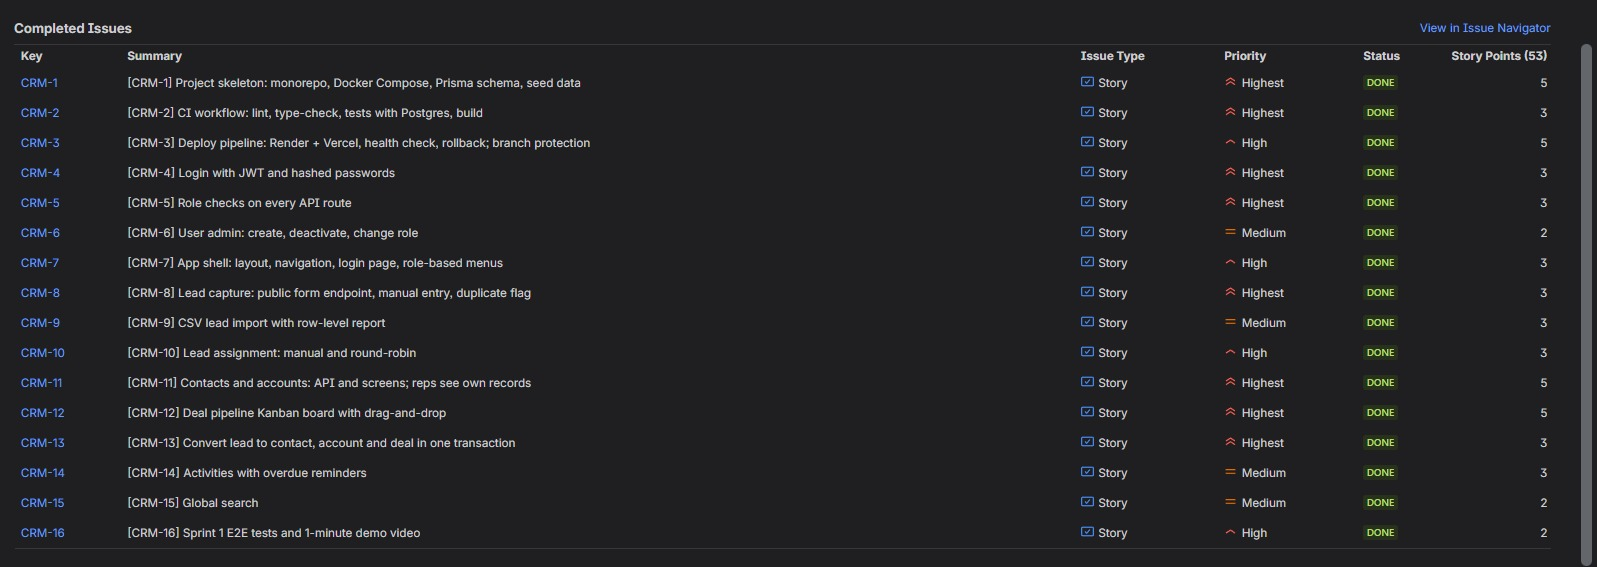 Completed Issues View in Issue Navigator
Key Summary Issue Type Priority Status Story Points (53)
CRM-1 [CRM-1] Project skeleton: monorepo, Docker Compose, Prisma schema, seed data Story Highest DONE 5
CRM-2 [CRM-2] CI workflow: lint, type-check, tests with Postgres, build Story Highest DONE 3
CRM-3 [CRM-3] Deploy pipeline: Render + Vercel, health check, rollback; branch protection Story High DONE 5
CRM-4 [CRM-4] Login with JWT and hashed passwords Story Highest DONE 3
CRM-5 [CRM-5] Role checks on every API route Story Highest DONE 3
CRM-6 [CRM-6] User admin: create, deactivate, change role Story Medium DONE 2
CRM-7 [CRM-7] App shell: layout, navigation, login page, role-based menus Story High DONE 3
CRM-8 [CRM-8] Lead capture: public form endpoint, manual entry, duplicate flag Story Highest DONE 3
CRM-9 [CRM-9] CSV lead import with row-level report Story Medium DONE 3
CRM-10 [CRM-10] Lead assignment: manual and round-robin Story High DONE 3
CRM-11 [CRM-11] Contacts and accounts: API and screens; reps see own records Story Highest DONE 5
CRM-12 [CRM-12] Deal pipeline Kanban board with drag-and-drop Story Highest DONE 5
CRM-13 [CRM-13] Convert lead to contact, account and deal in one transaction Story Highest DONE 3
CRM-14 [CRM-14] Activities with overdue reminders Story Medium DONE 3
CRM-15 [CRM-15] Global search Story Medium DONE 2
CRM-16 [CRM-16] Sprint 1 E2E tests and 1-minute demo video Story High DONE 2